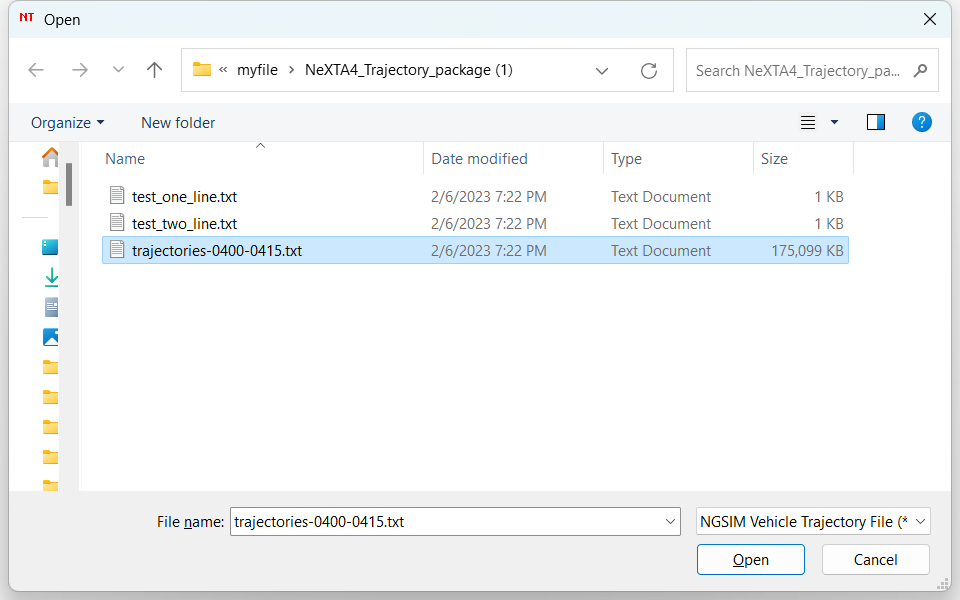 NT Open
« myfile > NeXTA4_Trajectory_package (1)
Search NeXTA4_Trajectory_pa...
Organize New folder
?
Name Date modified Type Size
test_one_line.txt 2/6/2023 7:22 PM Text Document 1 KB
test_two_line.txt 2/6/2023 7:22 PM Text Document 1 KB
trajectories-0400-0415.txt 2/6/2023 7:22 PM Text Document 175,099 KB
File name: trajectories-0400-0415.txt NGSIM Vehicle Trajectory File (*
Open Cancel